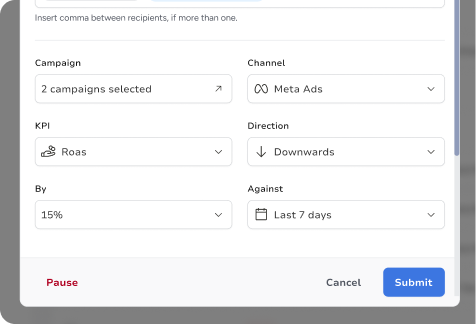 Insert comma between recipients, if more than one.
Campaign
Channel
2 campaigns selected
Meta Ads
KPI
Direction
Roas
Downwards
By
Against
15%
Last 7 days
Pause
Cancel
Submit